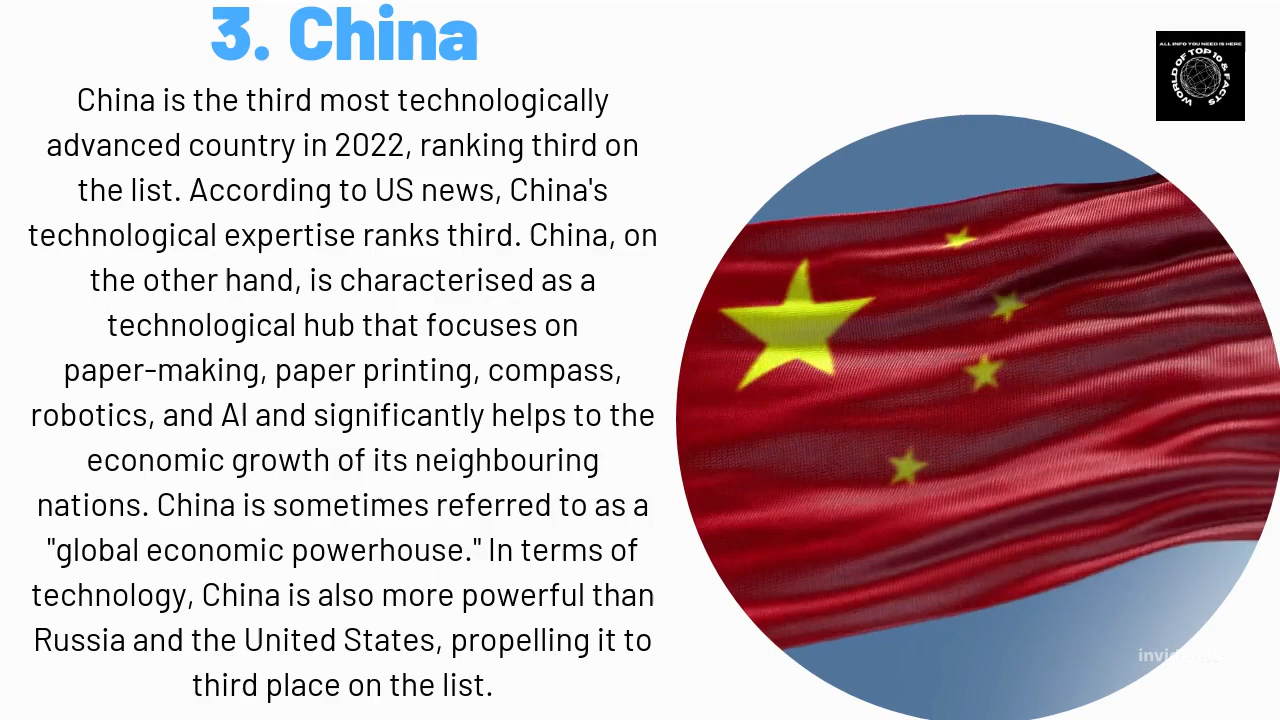 3. China
China is the third most technologically
advanced country in 2022, ranking third on
the list. According to US news, China's
technological expertise ranks third. China, on
the other hand, is characterised as a
technological hub that focuses on
paper-making, paper printing, compass,
robotics, and AI and significantly helps to the
economic growth of its neighbouring
nations. China is sometimes referred to as a
"global economic powerhouse." In terms of
technology, China is also more powerful than
Russia and the United States, propelling it to
third place on the list.
ALL INFO YOU NEED IS HERE
WORLD OF TOP 10 & FACTS